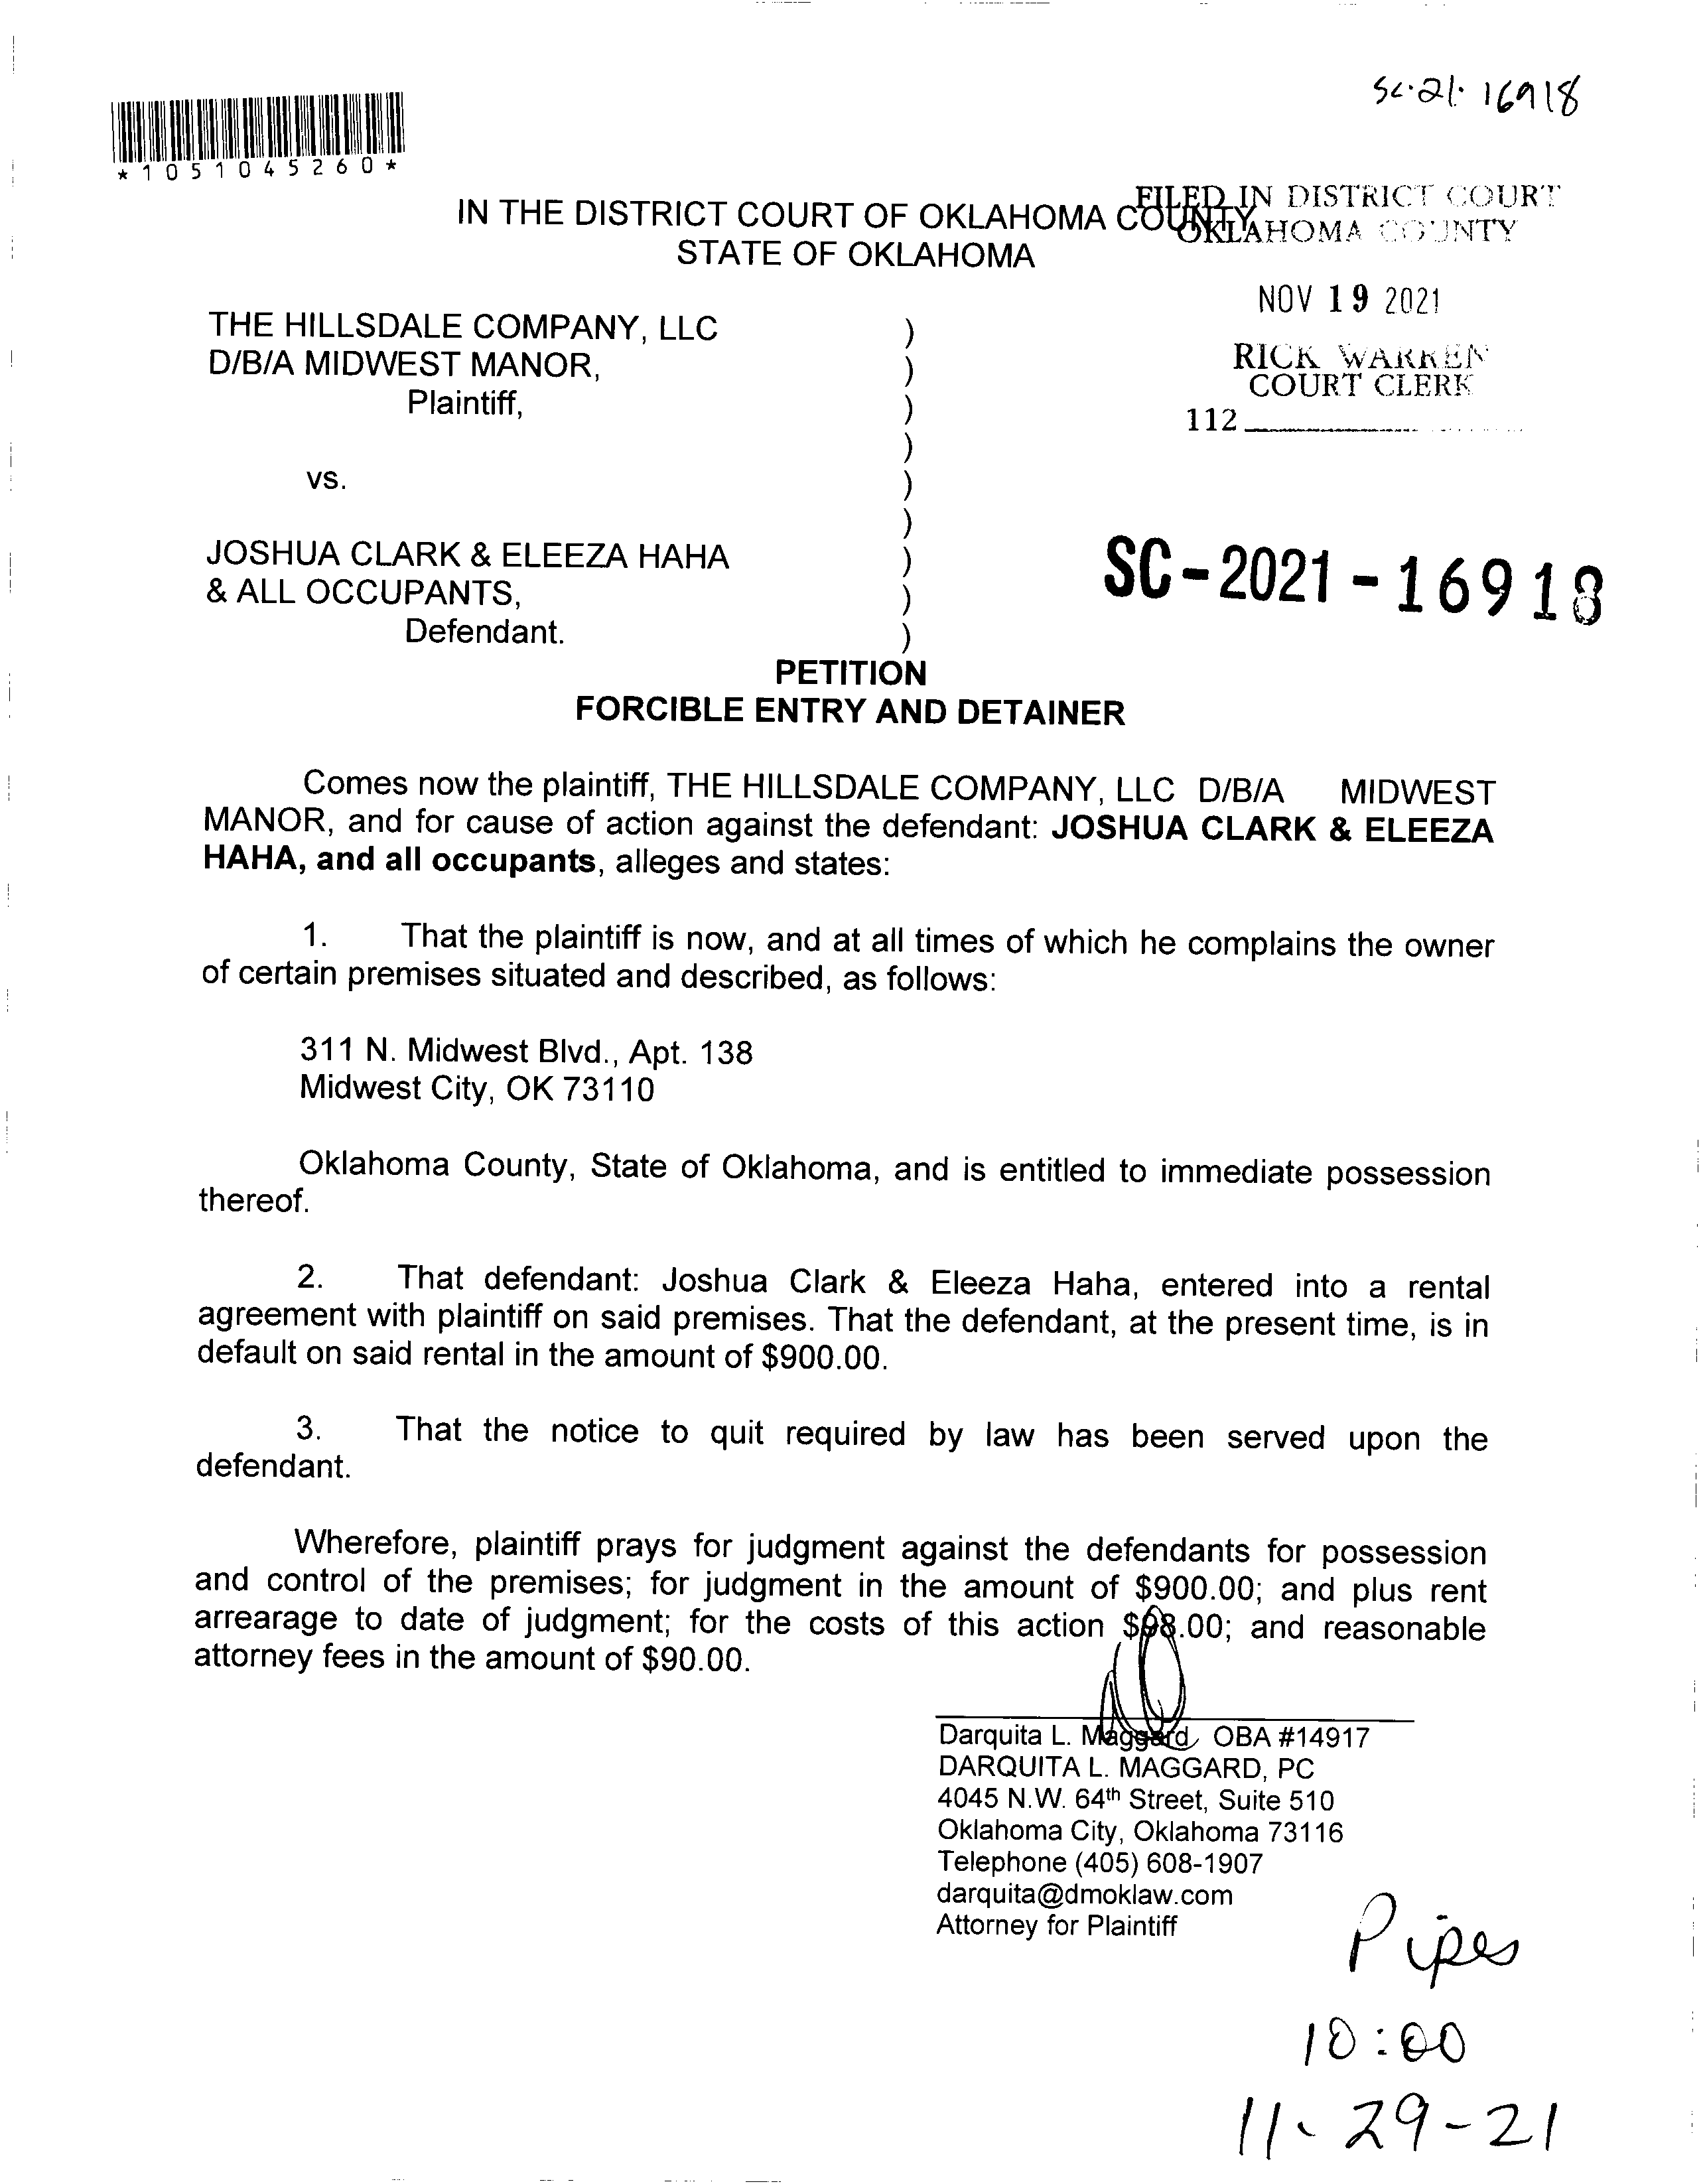 SC-21-16918
*1051045260*
IN THE DISTRICT COURT OF OKLAHOMA COUNTY
STATE OF OKLAHOMA
FILED IN DISTRICT COURT
OKLAHOMA COUNTY
NOV 19 2021
RICK WARREN
COURT CLERK
112
THE HILLSDALE COMPANY, LLC )
D/B/A MIDWEST MANOR, )
Plaintiff, )
)
vs. )
)
JOSHUA CLARK & ELEEZA HAHA )
& ALL OCCUPANTS, )
Defendant. )
SC-2021-16918
PETITION
FORCIBLE ENTRY AND DETAINER
Comes now the plaintiff, THE HILLSDALE COMPANY, LLC D/B/A MIDWEST
MANOR, and for cause of action against the defendant: JOSHUA CLARK & ELEEZA
HAHA, and all occupants, alleges and states:
1. That the plaintiff is now, and at all times of which he complains the owner
of certain premises situated and described, as follows:
311 N. Midwest Blvd., Apt. 138
Midwest City, OK 73110
Oklahoma County, State of Oklahoma, and is entitled to immediate possession
thereof.
2. That defendant: Joshua Clark & Eleeza Haha, entered into a rental
agreement with plaintiff on said premises. That the defendant, at the present time, is in
default on said rental in the amount of $900.00.
3. That the notice to quit required by law has been served upon the
defendant.
Wherefore, plaintiff prays for judgment against the defendants for possession
and control of the premises; for judgment in the amount of $900.00; and plus rent
arrearage to date of judgment; for the costs of this action $98.00; and reasonable
attorney fees in the amount of $90.00.
Darquita L. Maggard, OBA #14917
DARQUITA L. MAGGARD, PC
4045 N.W. 64th Street, Suite 510
Oklahoma City, Oklahoma 73116
Telephone (405) 608-1907
darquita@dmoklaw.com
Attorney for Plaintiff
Pipes
10:00
11-29-21